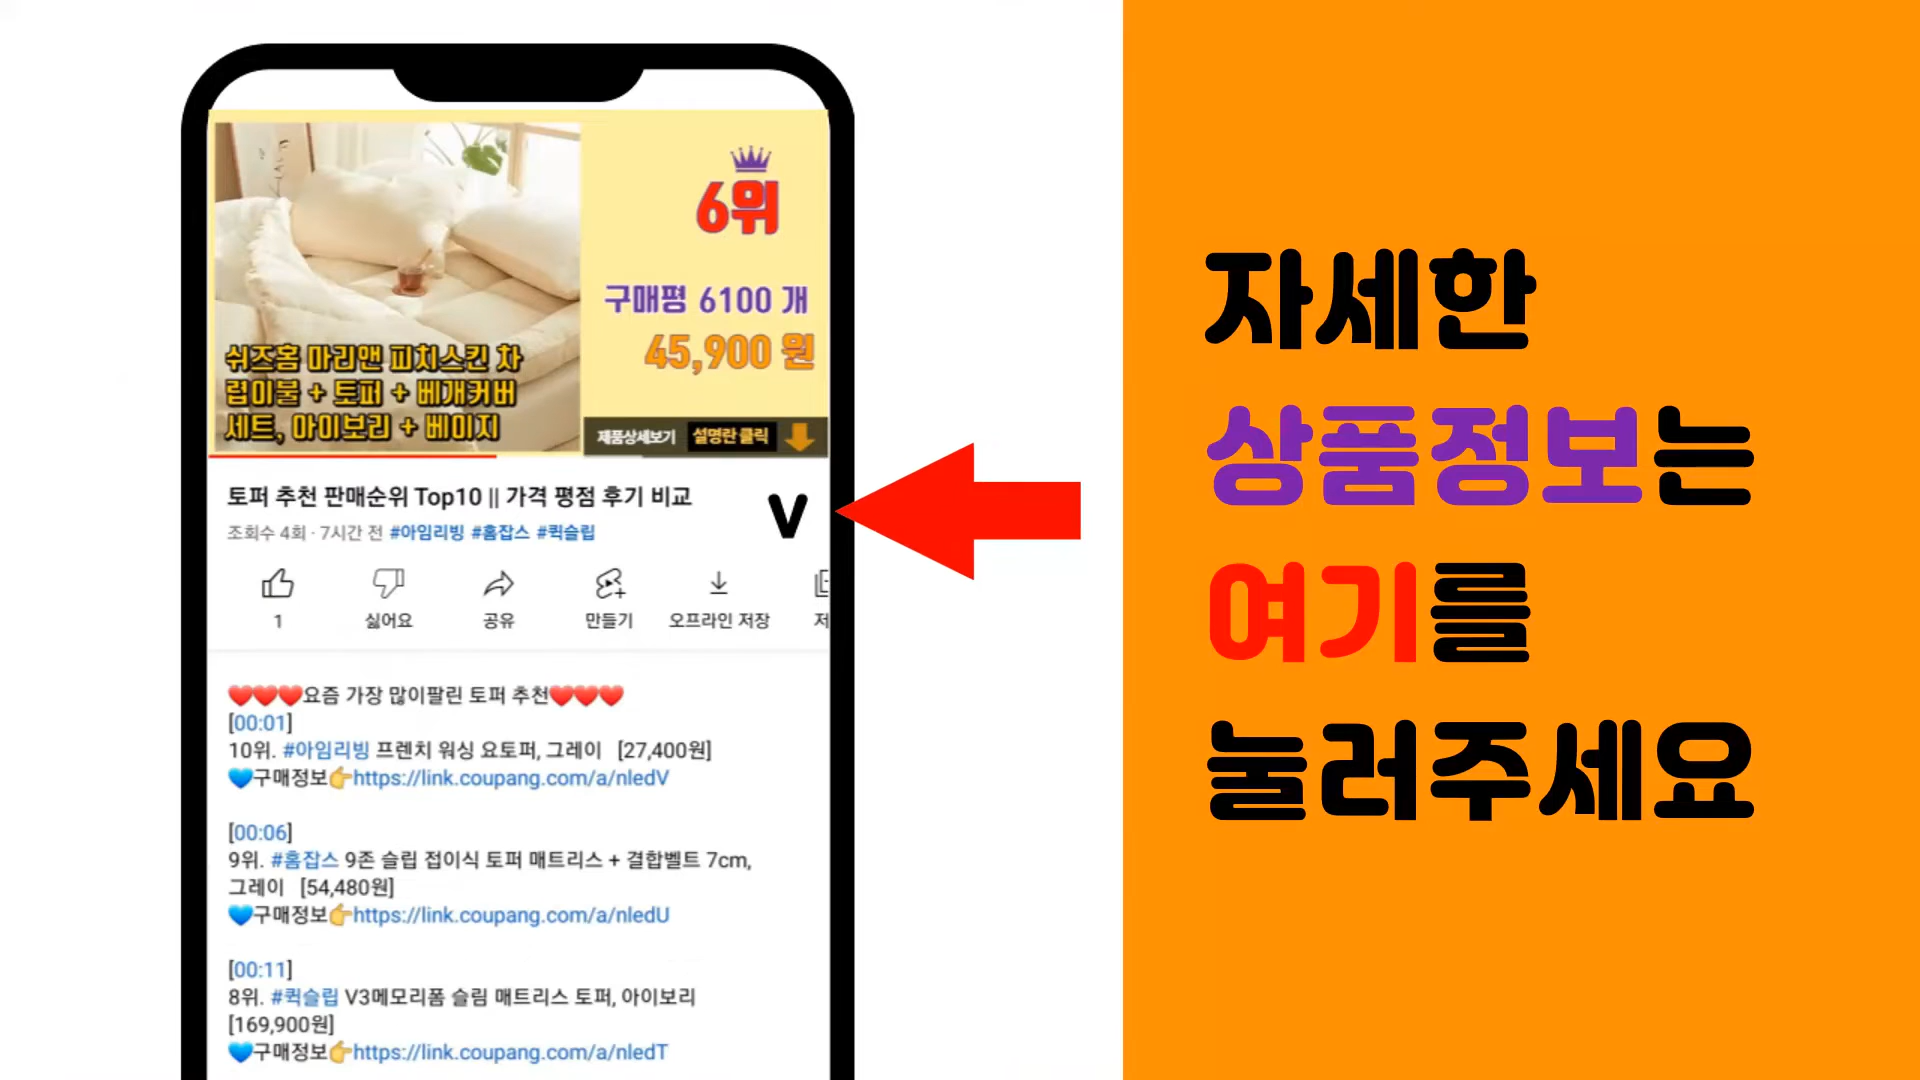 6위
구매평 6100 개
45,900 원
쉬즈홈 마리앤 피치스킨 차
렵이불 + 토퍼 + 베개커버
세트, 아이보리 + 베이지
제품상세보기 설명란 클릭
토퍼 추천 판매순위 Top10 || 가격 평점 후기 비교
조회수 4회 · 7시간 전 #아임리빙 #홈잡스 #퀵슬립
V
1 싫어요 공유 만들기 오프라인 저장 저
❤️❤️❤️요즘 가장 많이팔린 토퍼 추천❤️❤️❤️
[00:01]
10위. #아임리빙 프렌치 워싱 요토퍼, 그레이 [27,400원]
💙구매정보👉https://link.coupang.com/a/nledV
[00:06]
9위. #홈잡스 9존 슬립 접이식 토퍼 매트리스 + 결합벨트 7cm,
그레이 [54,480원]
💙구매정보👉https://link.coupang.com/a/nledU
[00:11]
8위. #퀵슬립 V3메모리폼 슬림 매트리스 토퍼, 아이보리
[169,900원]
💙구매정보👉https://link.coupang.com/a/nledT
자세한
상품정보는
여기를
눌러주세요